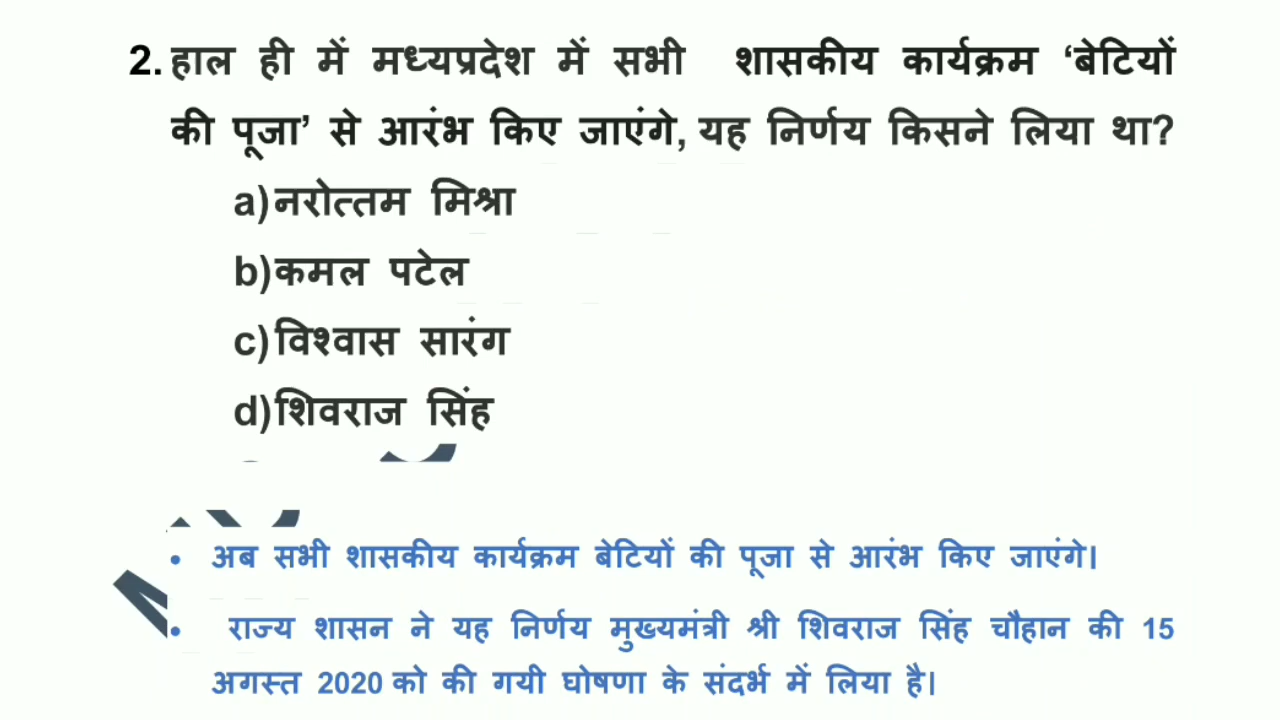 2. हाल ही में मध्यप्रदेश में सभी शासकीय कार्यक्रम ‘बेटियों
की पूजा’ से आरंभ किए जाएंगे, यह निर्णय किसने लिया था?
a)नरोत्तम मिश्रा
b)कमल पटेल
c)विश्वास सारंग
d)शिवराज सिंह
• अब सभी शासकीय कार्यक्रम बेटियों की पूजा से आरंभ किए जाएंगे।
• राज्य शासन ने यह निर्णय मुख्यमंत्री श्री शिवराज सिंह चौहान की 15
अगस्त 2020 को की गयी घोषणा के संदर्भ में लिया है।